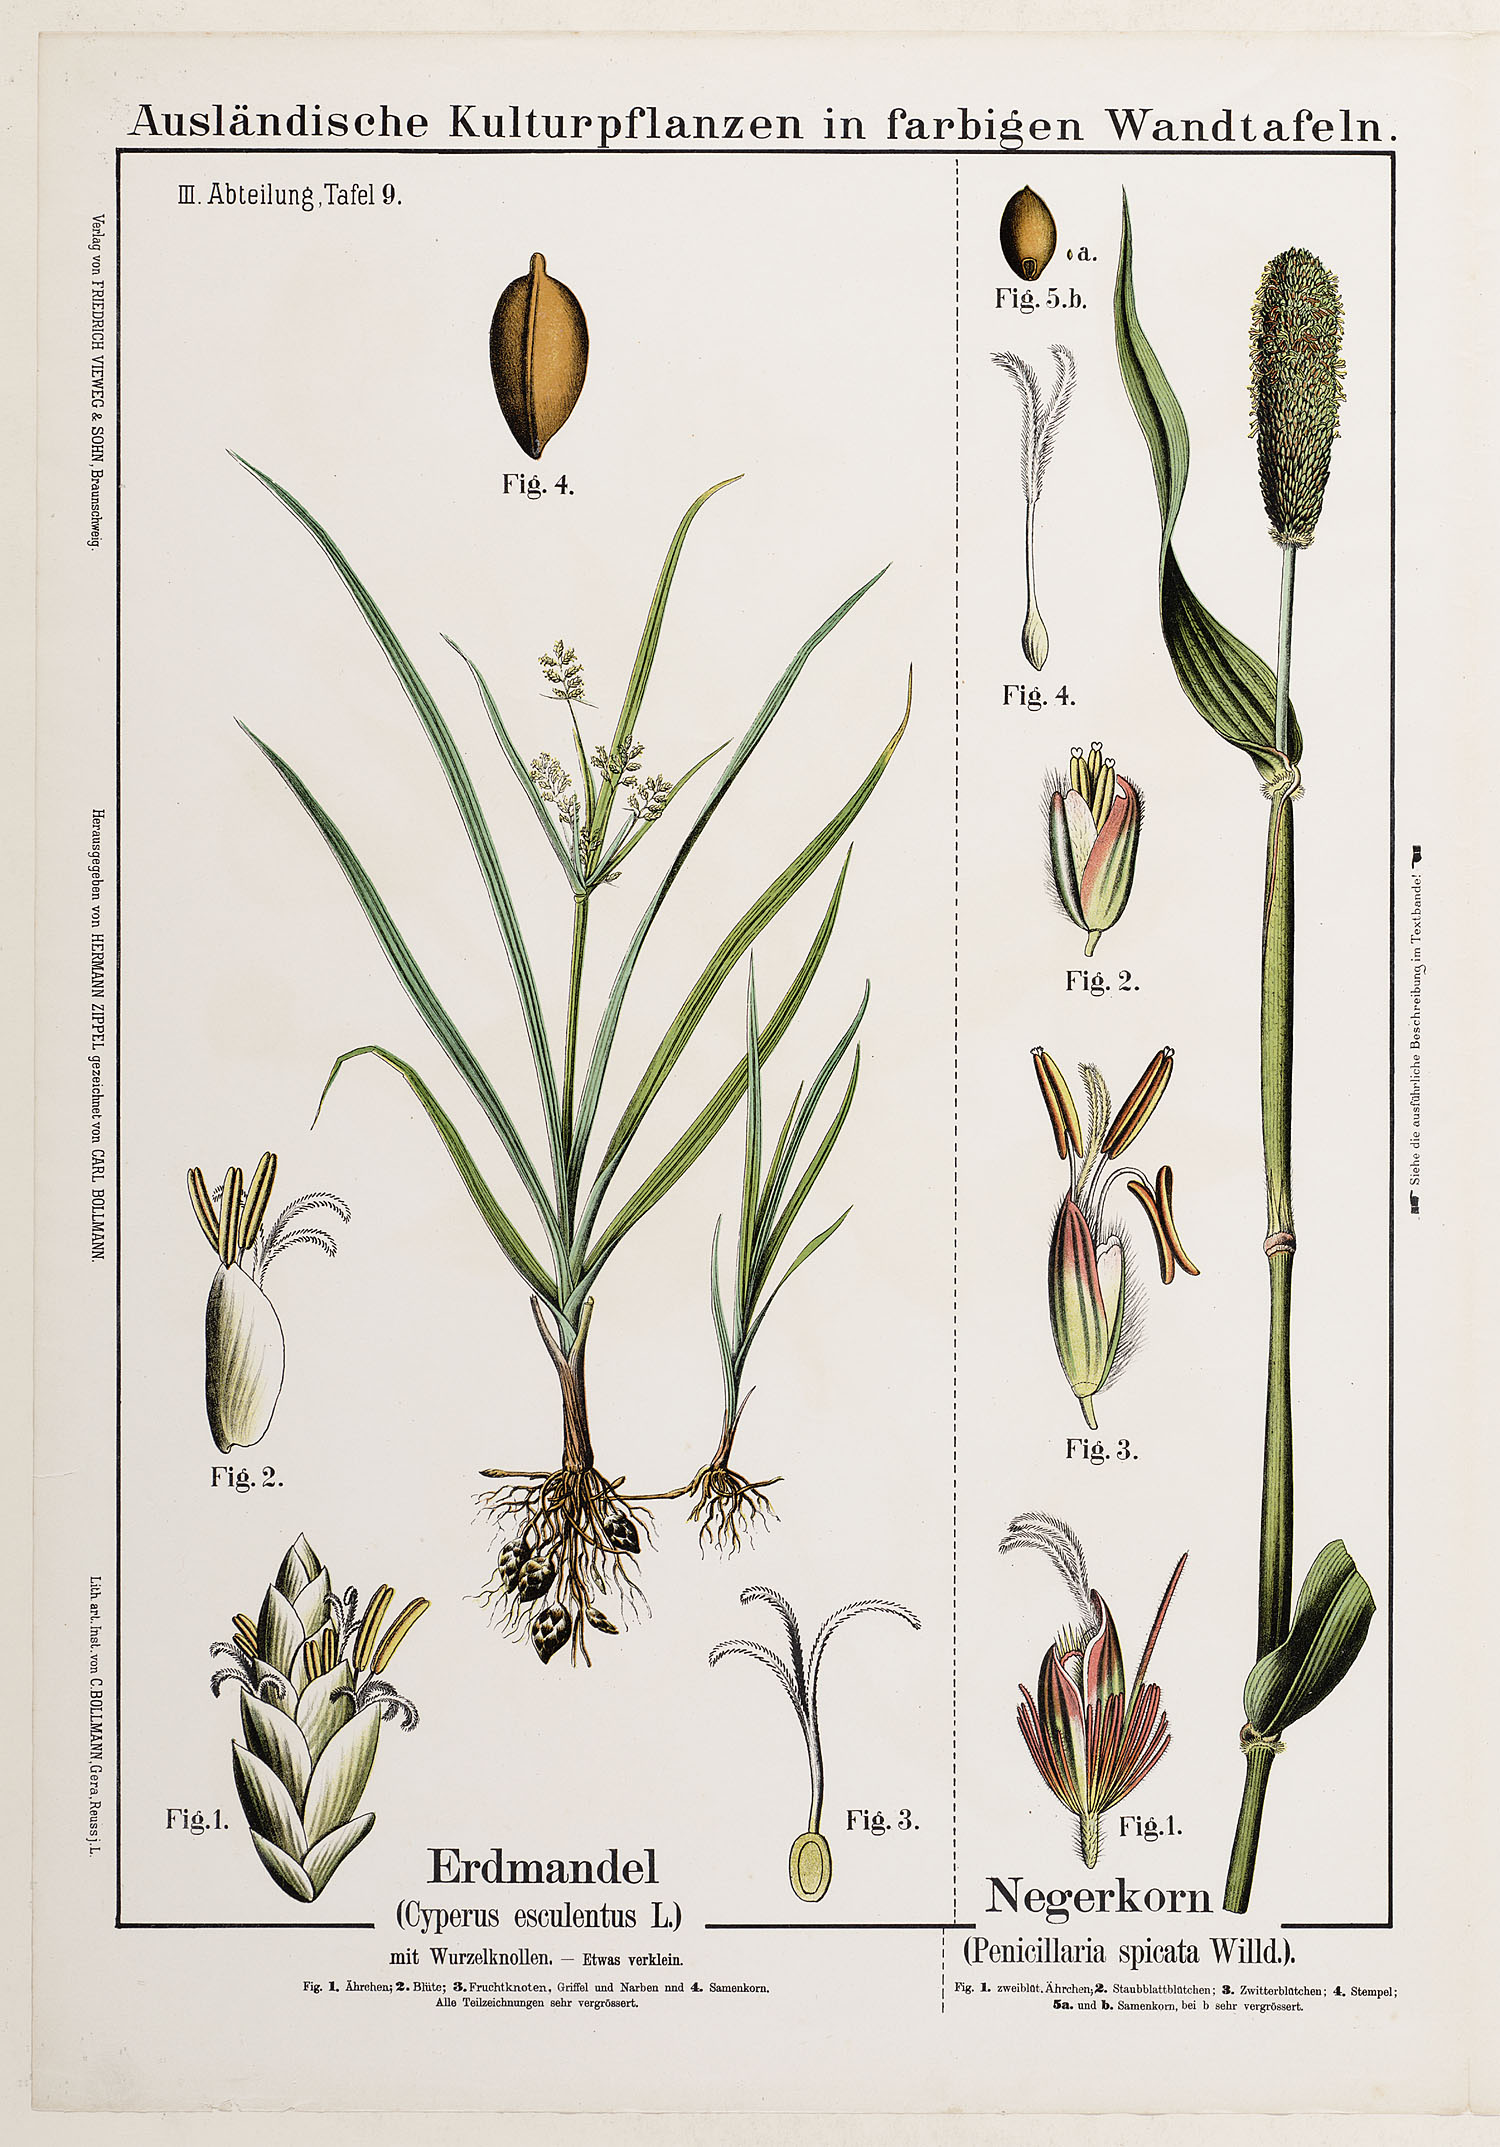 Ausländische Kulturpflanzen in farbigen Wandtafeln.
III. Abteilung, Tafel 9.
Verlag von FRIEDRICH VIEWEG & SOHN, Braunschweig.
Herausgegeben von HERMANN ZIPPEL gezeichnet von CARL BOLLMANN.
Lith. art. Inst. von C. BOLLMANN, Gera, Reuss j. L.
Fig. 4.
Fig. 2.
Fig. 1.
Fig. 3.
Erdmandel
(Cyperus esculentus L.)
mit Wurzelknollen. — Etwas verklein.
Fig. 1. Ährchen; 2. Blüte; 3. Fruchtknoten, Griffel und Narben nnd 4. Samenkorn.
Alle Teilzeichnungen sehr vergrössert.
a.
Fig. 5.b.
Fig. 4.
Fig. 2.
Fig. 3.
Fig. 1.
Negerkorn
(Penicillaria spicata Willd.).
Fig. 1. zweiblüt. Ährchen; 2. Staubblattblütchen; 3. Zwitterblütchen; 4. Stempel;
5a. und b. Samenkorn, bei b sehr vergrössert.
Siehe die ausführliche Beschreibung im Textbande!